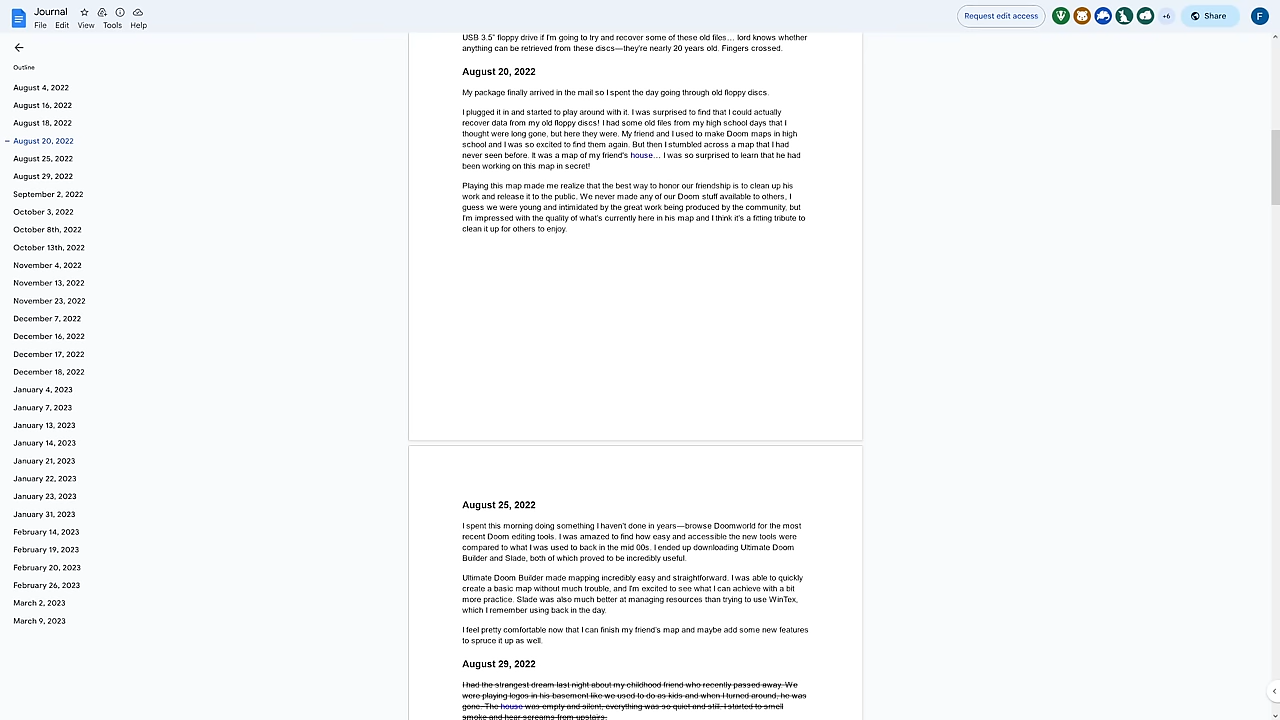 Journal
File Edit View Tools Help
Request edit access
+6
Share
F
Outline
August 4, 2022
August 16, 2022
August 18, 2022
August 20, 2022
August 25, 2022
August 29, 2022
September 2, 2022
October 3, 2022
October 8th, 2022
October 13th, 2022
November 4, 2022
November 13, 2022
November 23, 2022
December 7, 2022
December 16, 2022
December 17, 2022
December 18, 2022
January 4, 2023
January 7, 2023
January 13, 2023
January 14, 2023
January 21, 2023
January 22, 2023
January 23, 2023
January 31, 2023
February 14, 2023
February 19, 2023
February 20, 2023
February 26, 2023
March 2, 2023
March 9, 2023
USB 3.5" floppy drive if I'm going to try and recover some of these old files… lord knows whether
anything can be retrieved from these discs—they're nearly 20 years old. Fingers crossed.
August 20, 2022
My package finally arrived in the mail so I spent the day going through old floppy discs.
I plugged it in and started to play around with it. I was surprised to find that I could actually
recover data from my old floppy discs! I had some old files from my high school days that I
thought were long gone, but here they were. My friend and I used to make Doom maps in high
school and I was so excited to find them again. But then I stumbled across a map that I had
never seen before. It was a map of my friend's house… I was so surprised to learn that he had
been working on this map in secret!
Playing this map made me realize that the best way to honor our friendship is to clean up his
work and release it to the public. We never made any of our Doom stuff available to others, I
guess we were young and intimidated by the great work being produced by the community, but
I'm impressed with the quality of what's currently here in his map and I think it's a fitting tribute to
clean it up for others to enjoy.
August 25, 2022
I spent this morning doing something I haven't done in years—browse Doomworld for the most
recent Doom editing tools. I was amazed to find how easy and accessible the new tools were
compared to what I was used to back in the mid 00s. I ended up downloading Ultimate Doom
Builder and Slade, both of which proved to be incredibly useful.
Ultimate Doom Builder made mapping incredibly easy and straightforward. I was able to quickly
create a basic map without much trouble, and I'm excited to see what I can achieve with a bit
more practice. Slade was also much better at managing resources than trying to use WinTex,
which I remember using back in the day.
I feel pretty comfortable now that I can finish my friend's map and maybe add some new features
to spruce it up as well.
August 29, 2022
I had the strangest dream last night about my childhood friend who recently passed away. We
were playing legos in his basement like we used to do as kids and when I turned around, he was
gone. The house was empty and silent, everything was so quiet and still. I started to smell
smoke and hear screams from upstairs.